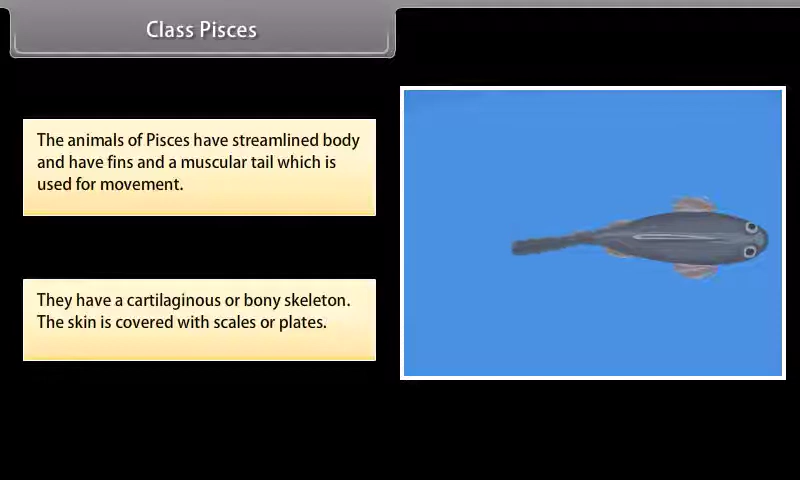 Class Pisces
The animals of Pisces have streamlined body
and have fins and a muscular tail which is
used for movement.
They have a cartilaginous or bony skeleton.
The skin is covered with scales or plates.